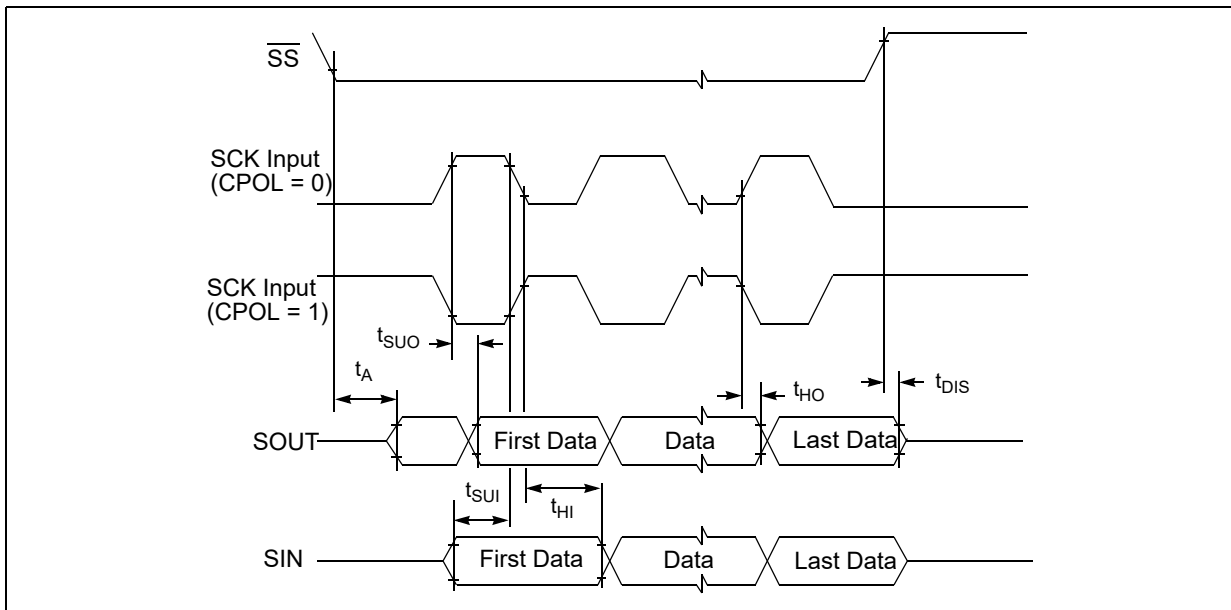 SS
SCK Input
(CPOL = 0)
SCK Input
(CPOL = 1)
tSUO
tA
tHO
tDIS
SOUT
First Data
Data
Last Data
tSUI
tHI
SIN
First Data
Data
Last Data